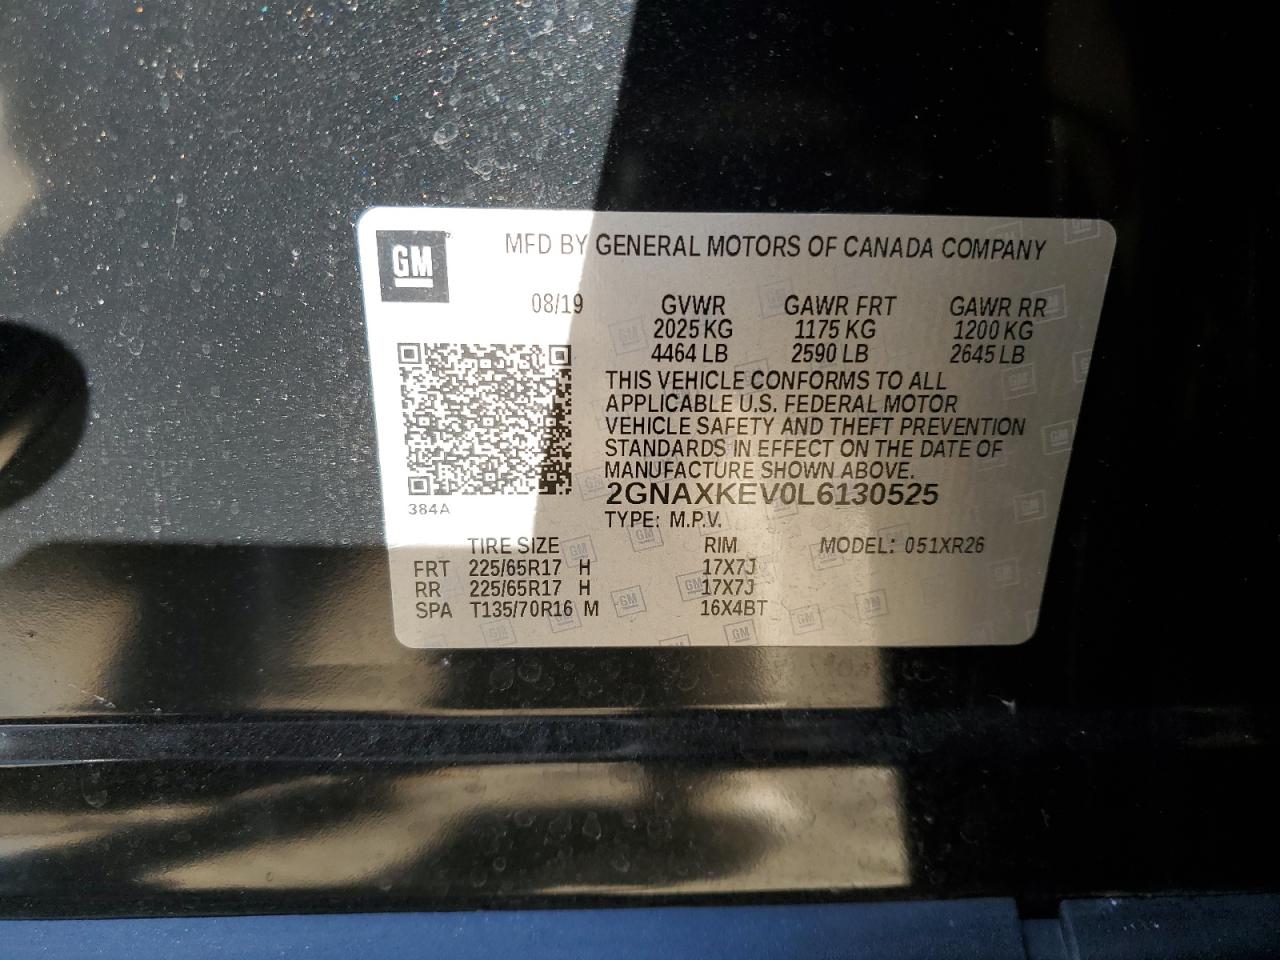 GM
MFD BY GENERAL MOTORS OF CANADA COMPANY
08/19 GVWR GAWR FRT GAWR RR
2025 KG 1175 KG 1200 KG
4464 LB 2590 LB 2645 LB
THIS VEHICLE CONFORMS TO ALL
APPLICABLE U.S. FEDERAL MOTOR
VEHICLE SAFETY AND THEFT PREVENTION
STANDARDS IN EFFECT ON THE DATE OF
MANUFACTURE SHOWN ABOVE.
2GNAXKEV0L6130525
384A
TYPE: M.P.V.
TIRE SIZE RIM MODEL: 051XR26
FRT 225/65R17 H 17X7J
RR 225/65R17 H 17X7J
SPA T135/70R16 M 16X4BT